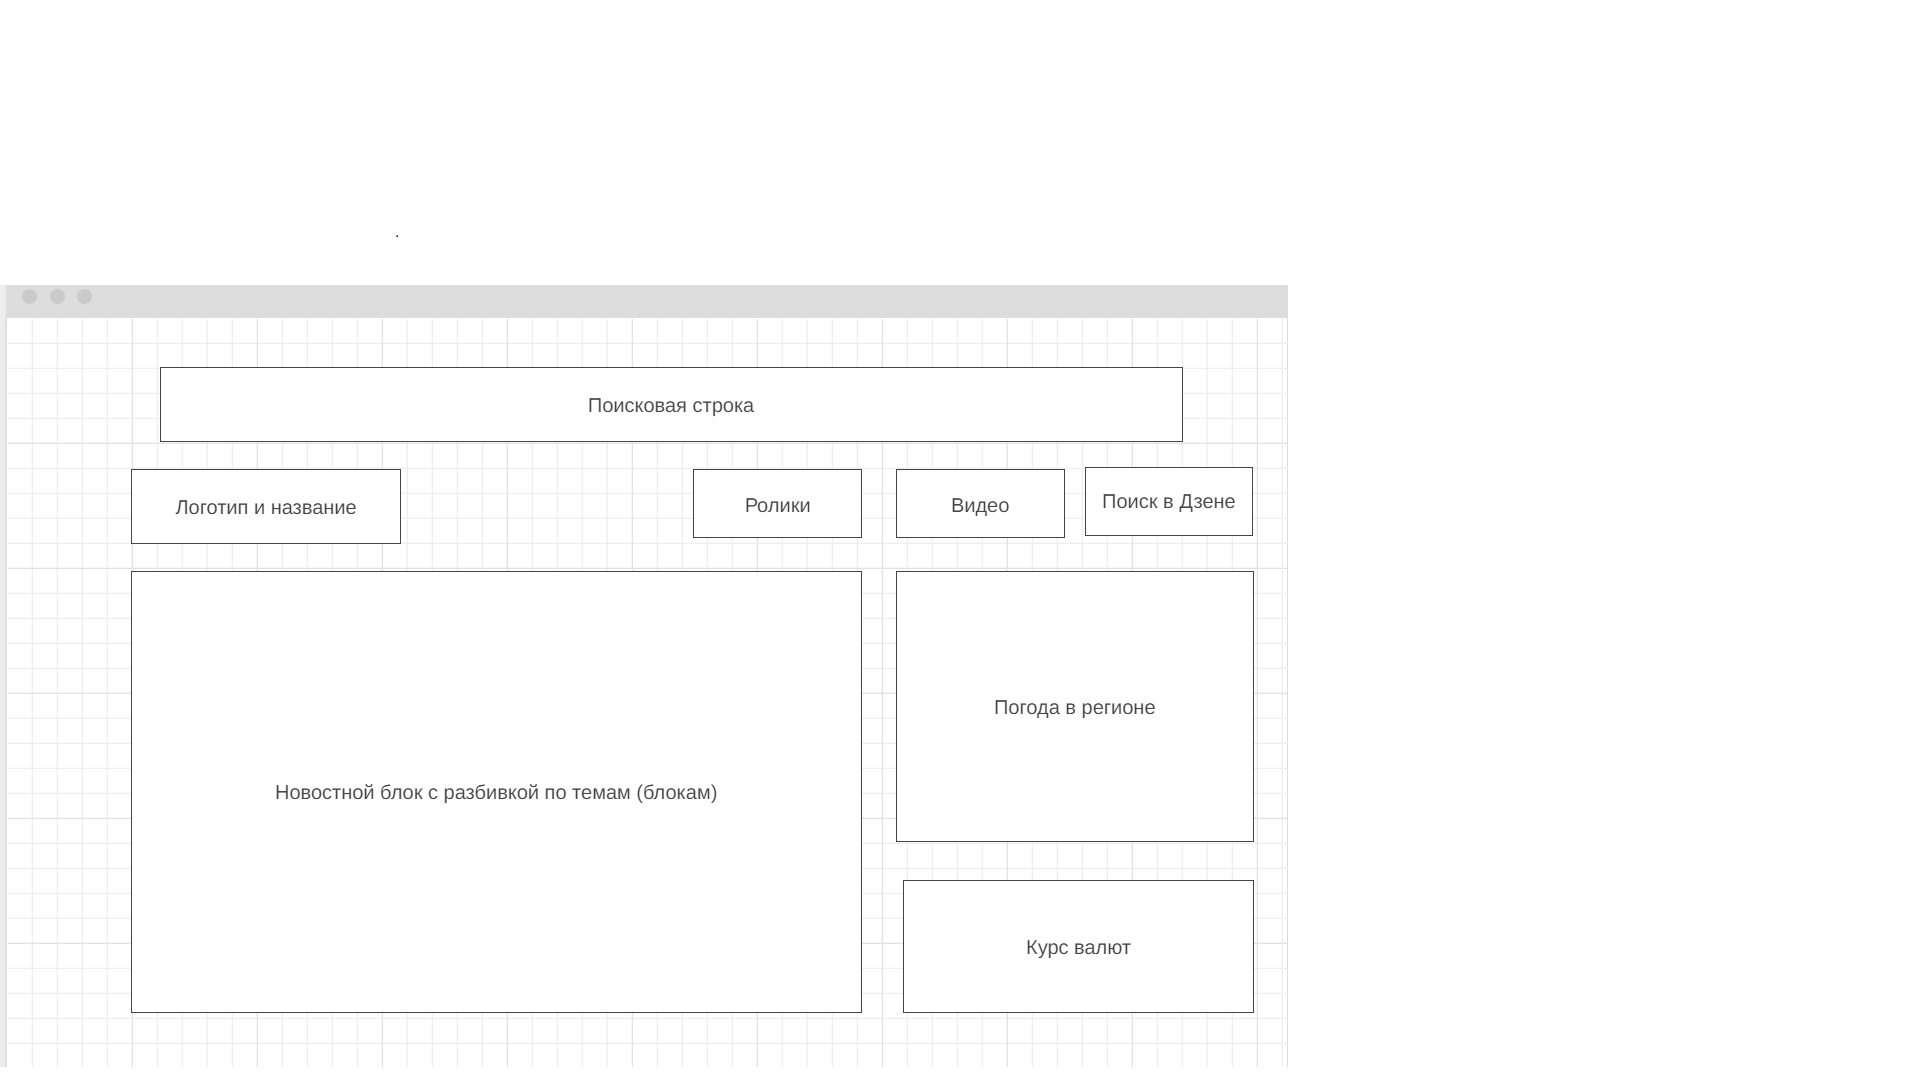 .
Поисковая строка
Логотип и название
Ролики
Видео
Поиск в Дзене
Новостной блок с разбивкой по темам (блокам)
Погода в регионе
Курс валют